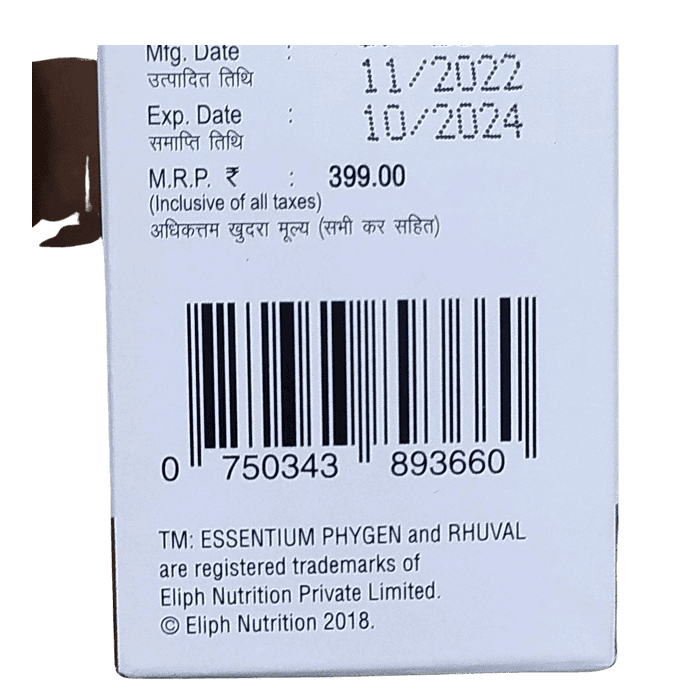 Mfg. Date : 11/2022
उत्पादित तिथि
Exp. Date : 10/2024
समाप्ति तिथि
M.R.P. ₹ : 399.00
(Inclusive of all taxes)
अधिकत्तम खुदरा मूल्य (सभी कर सहित)
0 750343 893660
TM: ESSENTIUM PHYGEN and RHUVAL
are registered trademarks of
Eliph Nutrition Private Limited.
© Eliph Nutrition 2018.